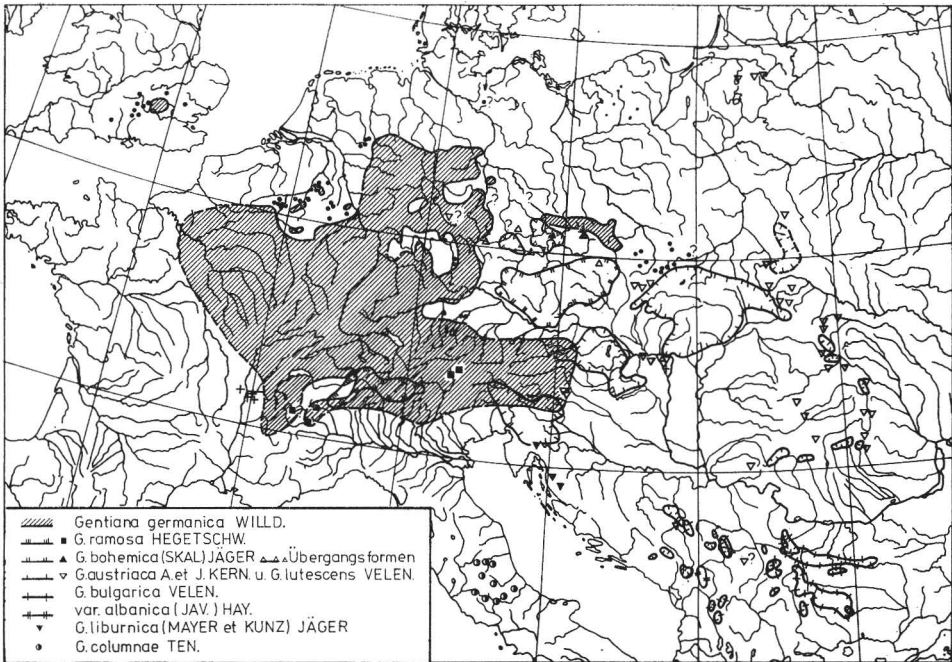 Gentiana germanica WILLD.
G. ramosa HEGETSCHW.
G. bohemica (SKAL) JÄGER Übergangsformen
G. austriaca A. et J. KERN. u. G. lutescens VELEN.
G. bulgarica VELEN.
var. albanica (JAV.) HAY.
G. liburnica (MAYER et KUNZ) JÄGER
G. columnae TEN.